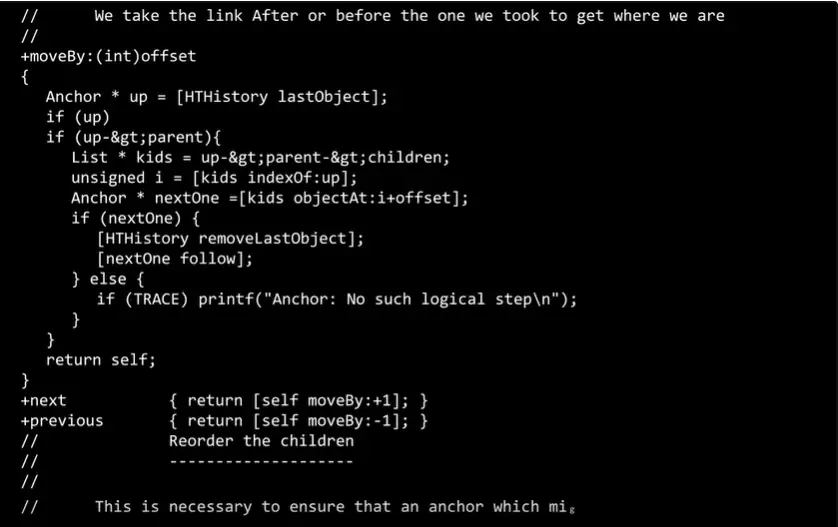 //      We take the link After or before the one we took to get where we are
//
+moveBy:(int)offset
{
   Anchor * up = [HTHistory lastObject];
   if (up)
   if (up-&gt;parent){
      List * kids = up-&gt;parent-&gt;children;
      unsigned i = [kids indexOf:up];
      Anchor * nextOne =[kids objectAt:i+offset];
      if (nextOne) {
         [HTHistory removeLastObject];
         [nextOne follow];
      } else {
         if (TRACE) printf("Anchor: No such logical step\n");
      }
   }
   return self;
}
+next           { return [self moveBy:+1]; }
+previous       { return [self moveBy:-1]; }
//              Reorder the children
//              --------------------
//
//      This is necessary to ensure that an anchor which mig